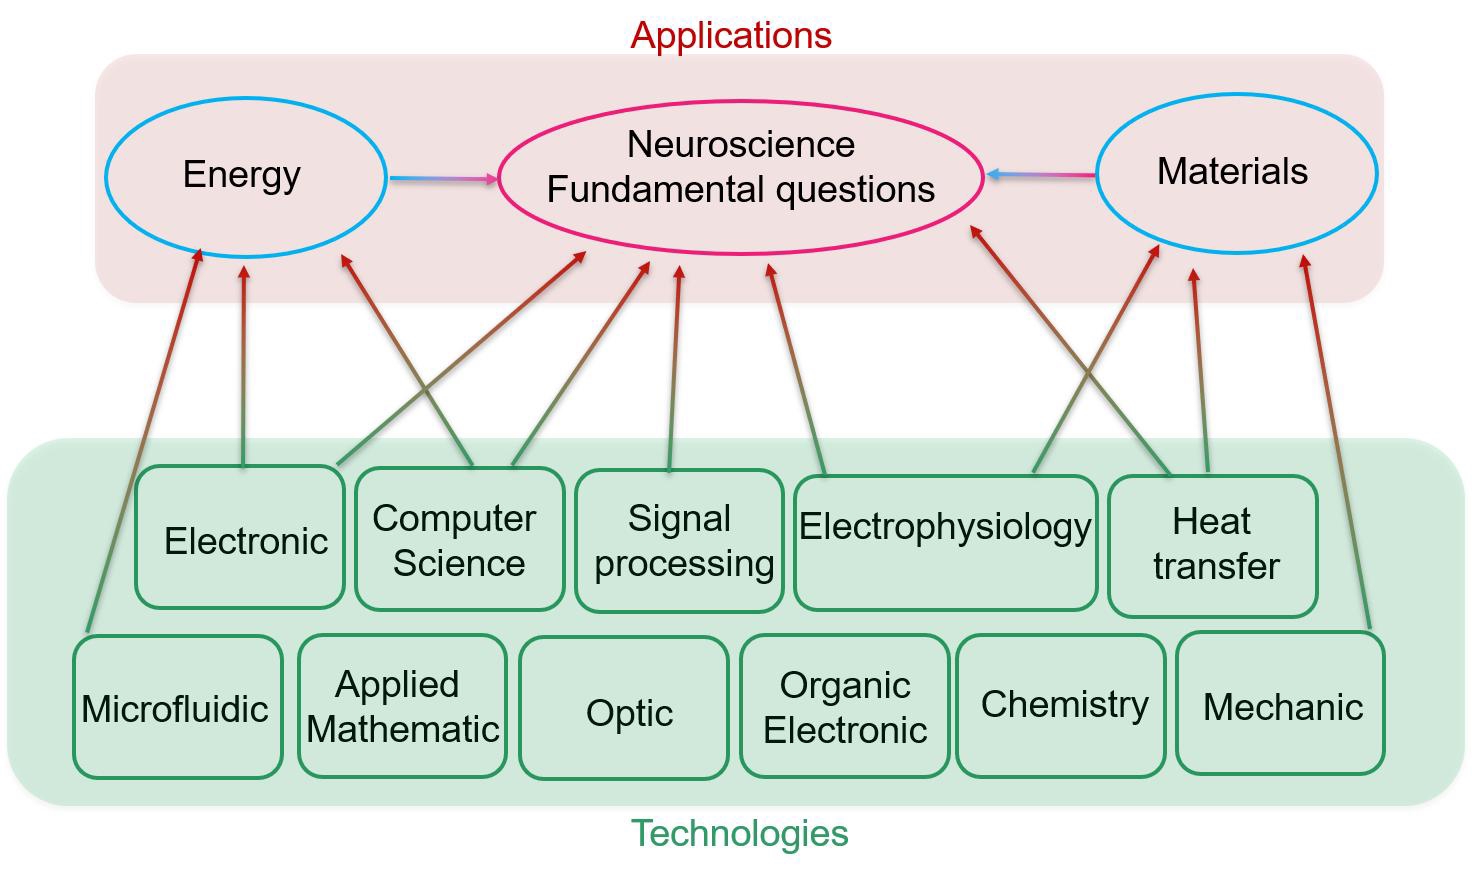 Applications
Energy
Neuroscience
Fundamental questions
Materials
Electronic
Computer
Science
Signal
processing
Electrophysiology
Heat
transfer
Microfluidic
Applied
Mathematic
Optic
Organic
Electronic
Chemistry
Mechanic
Technologies